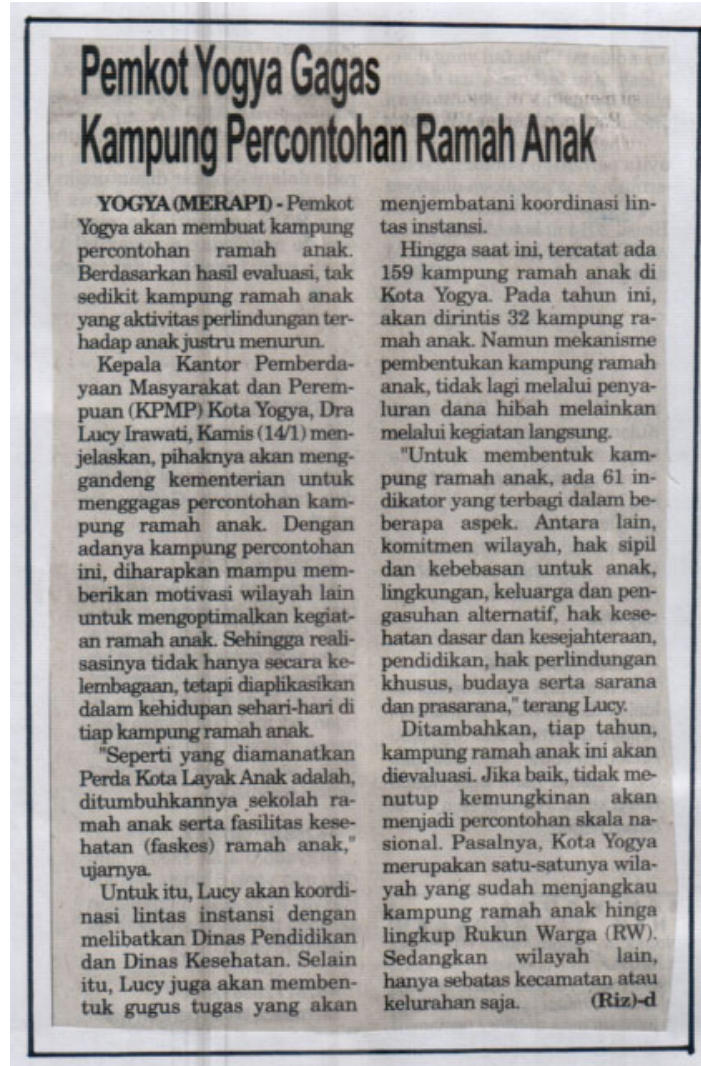 Pemkot Yogya Gagas
Kampung Percontohan Ramah Anak
YOGYA (MERAPI) - Pemkot
Yogya akan membuat kampung
percontohan ramah anak.
Berdasarkan hasil evaluasi, tak
sedikit kampung ramah anak
yang aktivitas perlindungan ter-
hadap anak justru menurun.
Kepala Kantor Pemberda-
yaan Masyarakat dan Perem-
puan (KPMP) Kota Yogya, Dra
Lucy Irawati, Kamis (14/1) men-
jelaskan, pihaknya akan meng-
gandeng kementerian untuk
menggagas percontohan kam-
pung ramah anak. Dengan
adanya kampung percontohan
ini, diharapkan mampu mem-
berikan motivasi wilayah lain
untuk mengoptimalkan kegiat-
an ramah anak. Sehingga reali-
sasinya tidak hanya secara ke-
lembagaan, tetapi diaplikasikan
dalam kehidupan sehari-hari di
tiap kampung ramah anak.
"Seperti yang diamanatkan
Perda Kota Layak Anak adalah,
ditumbuhkannya sekolah ra-
mah anak serta fasilitas kese-
hatan (faskes) ramah anak,"
ujarnya.
Untuk itu, Lucy akan koordi-
nasi lintas instansi dengan
melibatkan Dinas Pendidikan
dan Dinas Kesehatan. Selain
itu, Lucy juga akan memben-
tuk gugus tugas yang akan
menjembatani koordinasi lin-
tas instansi.
Hingga saat ini, tercatat ada
159 kampung ramah anak di
Kota Yogya. Pada tahun ini,
akan dirintis 32 kampung ra-
mah anak. Namun mekanisme
pembentukan kampung ramah
anak, tidak lagi melalui penya-
luran dana hibah melainkan
melalui kegiatan langsung.
"Untuk membentuk kam-
pung ramah anak, ada 61 in-
dikator yang terbagi dalam be-
berapa aspek. Antara lain,
komitmen wilayah, hak sipil
dan kebebasan untuk anak,
lingkungan, keluarga dan pen-
gasuhan alternatif, hak kese-
hatan dasar dan kesejahteraan,
pendidikan, hak perlindungan
khusus, budaya serta sarana
dan prasarana," terang Lucy.
Ditambahkan, tiap tahun,
kampung ramah anak ini akan
dievaluasi. Jika baik, tidak me-
nutup kemungkinan akan
menjadi percontohan skala na-
sional. Pasalnya, Kota Yogya
merupakan satu-satunya wila-
yah yang sudah menjangkau
kampung ramah anak hingga
lingkup Rukun Warga (RW).
Sedangkan wilayah lain,
hanya sebatas kecamatan atau
kelurahan saja. (Riz)-d